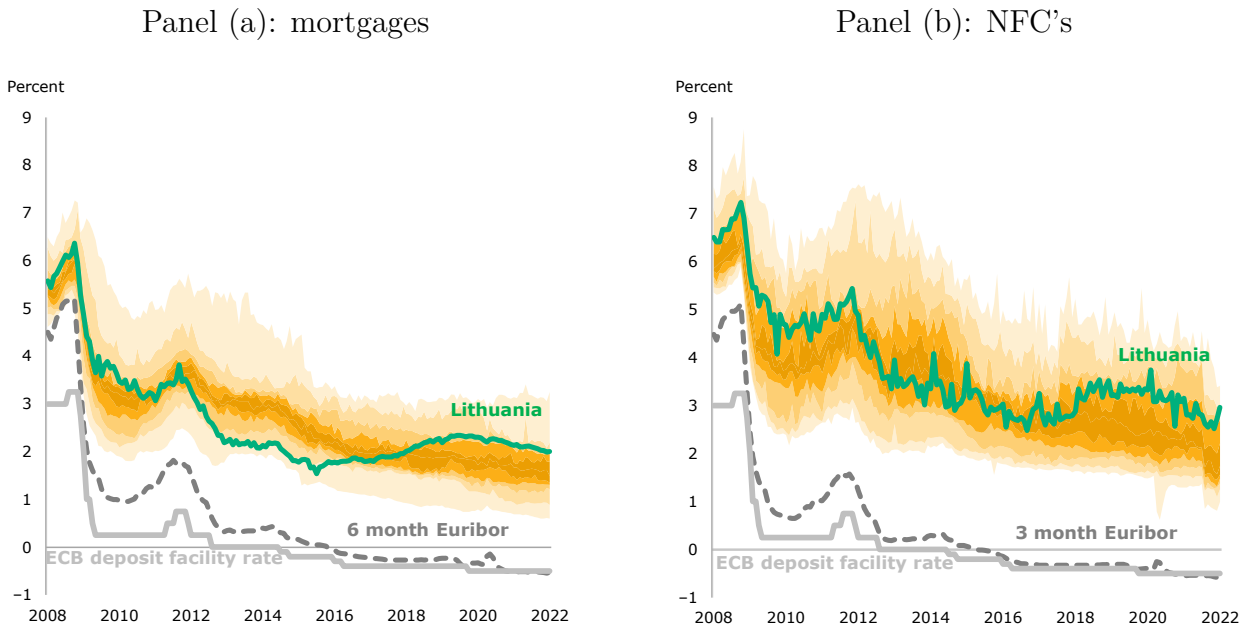 Panel (a): mortgages
Percent
9
8
7
6
5
4
3
2
1
0
−1
Lithuania
6 month Euribor
ECB deposit facility rate
2008 2010 2012 2014 2016 2018 2020 2022
Panel (b): NFC's
Percent
9
8
7
6
5
4
3
2
1
0
−1
Lithuania
3 month Euribor
ECB deposit facility rate
2008 2010 2012 2014 2016 2018 2020 2022